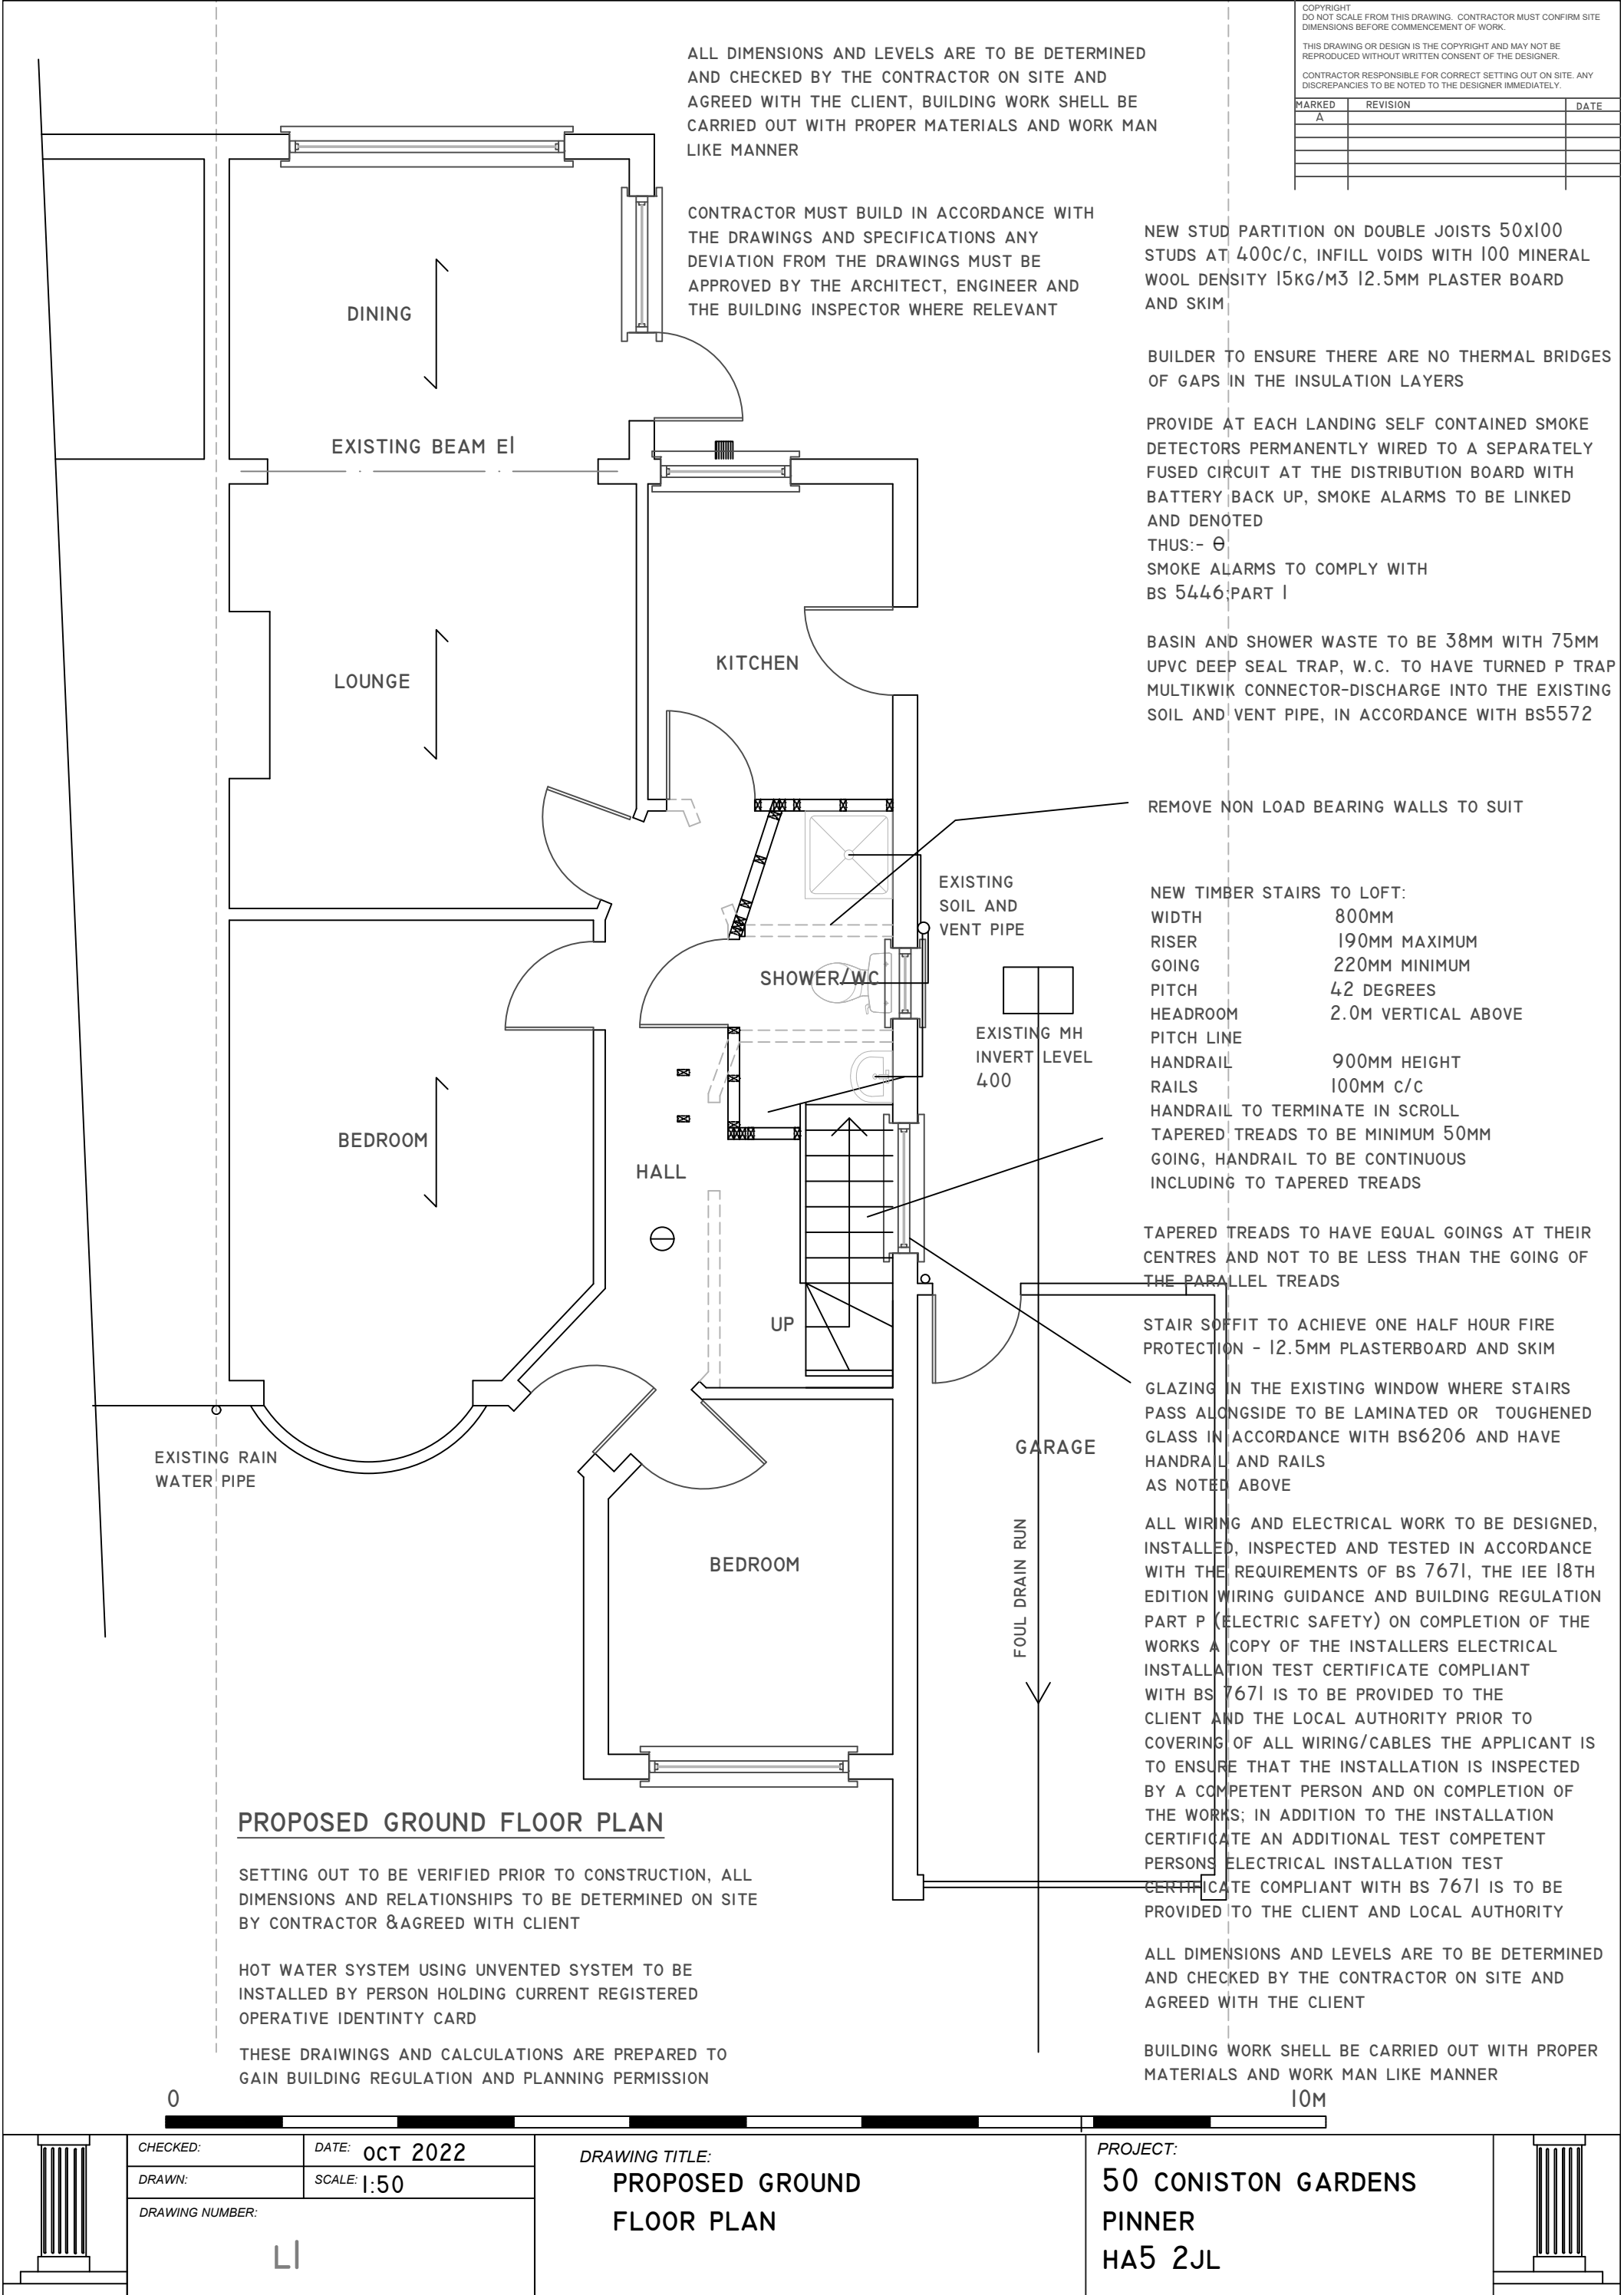 COPYRIGHT
DO NOT SCALE FROM THIS DRAWING. CONTRACTOR MUST CONFIRM SITE
DIMENSIONS BEFORE COMMENCEMENT OF WORK.
THIS DRAWING OR DESIGN IS THE COPYRIGHT AND MAY NOT BE
REPRODUCED WITHOUT WRITTEN CONSENT OF THE DESIGNER.
CONTRACTOR RESPONSIBLE FOR CORRECT SETTING OUT ON SITE. ANY
DISCREPANCIES TO BE NOTED TO THE DESIGNER IMMEDIATELY.
MARKED REVISION DATE
A
ALL DIMENSIONS AND LEVELS ARE TO BE DETERMINED
AND CHECKED BY THE CONTRACTOR ON SITE AND
AGREED WITH THE CLIENT, BUILDING WORK SHELL BE
CARRIED OUT WITH PROPER MATERIALS AND WORK MAN
LIKE MANNER
CONTRACTOR MUST BUILD IN ACCORDANCE WITH
THE DRAWINGS AND SPECIFICATIONS ANY
DEVIATION FROM THE DRAWINGS MUST BE
APPROVED BY THE ARCHITECT, ENGINEER AND
THE BUILDING INSPECTOR WHERE RELEVANT
NEW STUD PARTITION ON DOUBLE JOISTS 50X100
STUDS AT 400C/C, INFILL VOIDS WITH 100 MINERAL
WOOL DENSITY 15KG/M3 12.5MM PLASTER BOARD
AND SKIM
BUILDER TO ENSURE THERE ARE NO THERMAL BRIDGES
OF GAPS IN THE INSULATION LAYERS
PROVIDE AT EACH LANDING SELF CONTAINED SMOKE
DETECTORS PERMANENTLY WIRED TO A SEPARATELY
FUSED CIRCUIT AT THE DISTRIBUTION BOARD WITH
BATTERY BACK UP, SMOKE ALARMS TO BE LINKED
AND DENOTED
THUS:- Ɵ
SMOKE ALARMS TO COMPLY WITH
BS 5446;PART 1
BASIN AND SHOWER WASTE TO BE 38MM WITH 75MM
UPVC DEEP SEAL TRAP, W.C. TO HAVE TURNED P TRAP
MULTIKWIK CONNECTOR-DISCHARGE INTO THE EXISTING
SOIL AND VENT PIPE, IN ACCORDANCE WITH BS5572
REMOVE NON LOAD BEARING WALLS TO SUIT
NEW TIMBER STAIRS TO LOFT:
WIDTH 800MM
RISER 190MM MAXIMUM
GOING 220MM MINIMUM
PITCH 42 DEGREES
HEADROOM 2.0M VERTICAL ABOVE
PITCH LINE
HANDRAIL 900MM HEIGHT
RAILS 100MM C/C
HANDRAIL TO TERMINATE IN SCROLL
TAPERED TREADS TO BE MINIMUM 50MM
GOING, HANDRAIL TO BE CONTINUOUS
INCLUDING TO TAPERED TREADS
TAPERED TREADS TO HAVE EQUAL GOINGS AT THEIR
CENTRES AND NOT TO BE LESS THAN THE GOING OF
THE PARALLEL TREADS
STAIR SOFFIT TO ACHIEVE ONE HALF HOUR FIRE
PROTECTION - 12.5MM PLASTERBOARD AND SKIM
GLAZING IN THE EXISTING WINDOW WHERE STAIRS
PASS ALONGSIDE TO BE LAMINATED OR TOUGHENED
GLASS IN ACCORDANCE WITH BS6206 AND HAVE
HANDRAIL AND RAILS
AS NOTED ABOVE
ALL WIRING AND ELECTRICAL WORK TO BE DESIGNED,
INSTALLED, INSPECTED AND TESTED IN ACCORDANCE
WITH THE REQUIREMENTS OF BS 7671, THE IEE 18TH
EDITION WIRING GUIDANCE AND BUILDING REGULATION
PART P (ELECTRIC SAFETY) ON COMPLETION OF THE
WORKS A COPY OF THE INSTALLERS ELECTRICAL
INSTALLATION TEST CERTIFICATE COMPLIANT
WITH BS 7671 IS TO BE PROVIDED TO THE
CLIENT AND THE LOCAL AUTHORITY PRIOR TO
COVERING OF ALL WIRING/CABLES THE APPLICANT IS
TO ENSURE THAT THE INSTALLATION IS INSPECTED
BY A COMPETENT PERSON AND ON COMPLETION OF
THE WORKS; IN ADDITION TO THE INSTALLATION
CERTIFICATE AN ADDITIONAL TEST COMPETENT
PERSONS ELECTRICAL INSTALLATION TEST
CERTIFICATE COMPLIANT WITH BS 7671 IS TO BE
PROVIDED TO THE CLIENT AND LOCAL AUTHORITY
ALL DIMENSIONS AND LEVELS ARE TO BE DETERMINED
AND CHECKED BY THE CONTRACTOR ON SITE AND
AGREED WITH THE CLIENT
BUILDING WORK SHELL BE CARRIED OUT WITH PROPER
MATERIALS AND WORK MAN LIKE MANNER
DINING
EXISTING BEAM E1
LOUNGE
KITCHEN
EXISTING
SOIL AND
VENT PIPE
SHOWER/WC
EXISTING MH
INVERT LEVEL
400
BEDROOM
HALL
UP
GARAGE
EXISTING RAIN
WATER PIPE
BEDROOM
FOUL DRAIN RUN
PROPOSED GROUND FLOOR PLAN
SETTING OUT TO BE VERIFIED PRIOR TO CONSTRUCTION, ALL
DIMENSIONS AND RELATIONSHIPS TO BE DETERMINED ON SITE
BY CONTRACTOR &AGREED WITH CLIENT
HOT WATER SYSTEM USING UNVENTED SYSTEM TO BE
INSTALLED BY PERSON HOLDING CURRENT REGISTERED
OPERATIVE IDENTINTY CARD
THESE DRAIWINGS AND CALCULATIONS ARE PREPARED TO
GAIN BUILDING REGULATION AND PLANNING PERMISSION
0 10M
CHECKED: DATE: OCT 2022
DRAWN: SCALE: 1:50
DRAWING NUMBER:
L1
DRAWING TITLE:
PROPOSED GROUND
FLOOR PLAN
PROJECT:
50 CONISTON GARDENS
PINNER
HA5 2JL